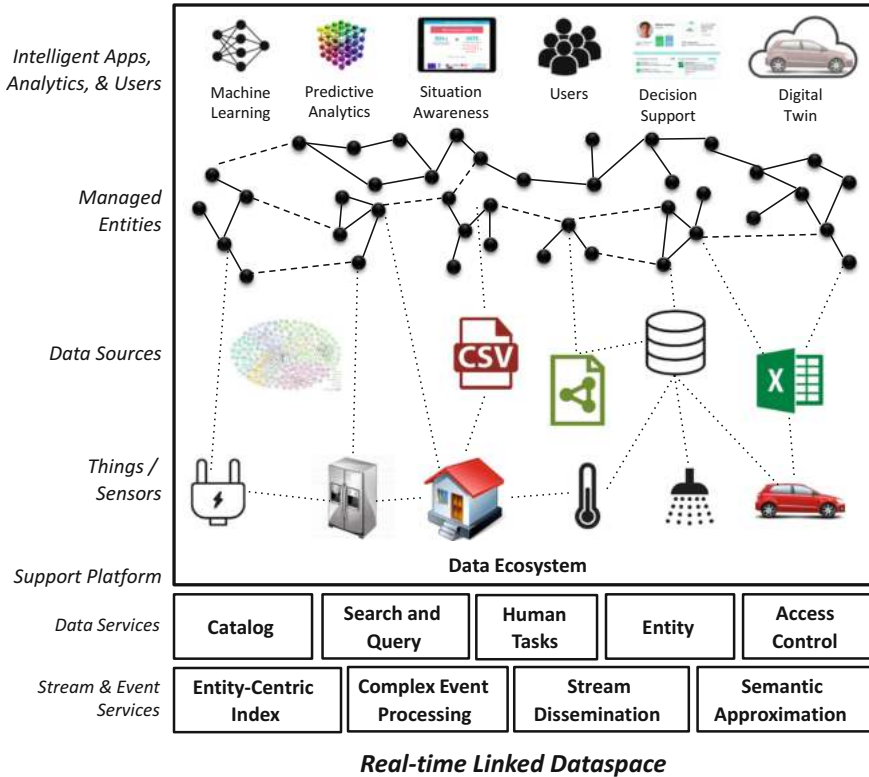 Intelligent Apps,
Analytics, & Users
Machine
Learning
Predictive
Analytics
Situation
Awareness
Users
Decision
Support
Digital
Twin
Managed
Entities
Data Sources
CSV
X
Things /
Sensors
Data Ecosystem
Support Platform
Data Services
Catalog
Search and
Query
Human
Tasks
Entity
Access
Control
Stream & Event
Services
Entity-Centric
Index
Complex Event
Processing
Stream
Dissemination
Semantic
Approximation
Real-time Linked Dataspace